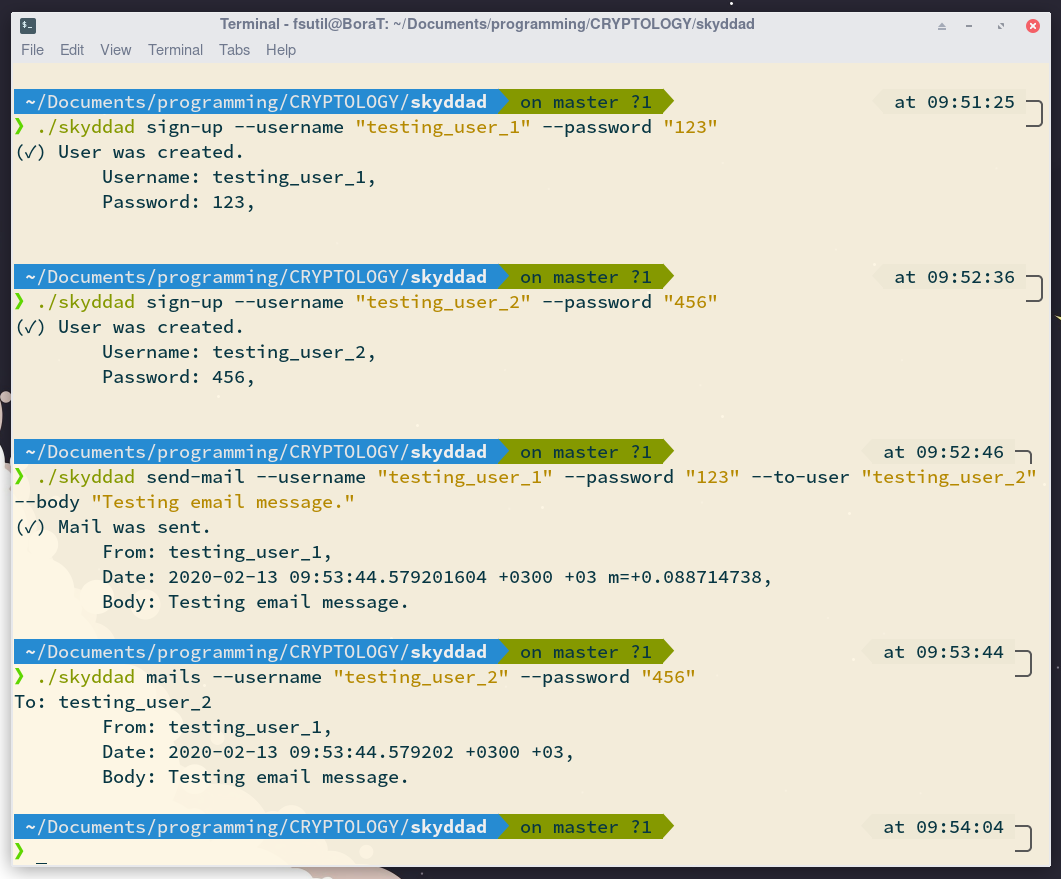 Terminal - fsutil@BoraT: ~/Documents/programming/CRYPTOLOGY/skyddad
File Edit View Terminal Tabs Help
~/Documents/programming/CRYPTOLOGY/skyddad on master ?1 at 09:51:25
❯ ./skyddad sign-up --username "testing_user_1" --password "123"
(✓) User was created.
Username: testing_user_1,
Password: 123,
~/Documents/programming/CRYPTOLOGY/skyddad on master ?1 at 09:52:36
❯ ./skyddad sign-up --username "testing_user_2" --password "456"
(✓) User was created.
Username: testing_user_2,
Password: 456,
~/Documents/programming/CRYPTOLOGY/skyddad on master ?1 at 09:52:46
❯ ./skyddad send-mail --username "testing_user_1" --password "123" --to-user "testing_user_2"
--body "Testing email message."
(✓) Mail was sent.
From: testing_user_1,
Date: 2020-02-13 09:53:44.579201604 +0300 +03 m=+0.088714738,
Body: Testing email message.
~/Documents/programming/CRYPTOLOGY/skyddad on master ?1 at 09:53:44
❯ ./skyddad mails --username "testing_user_2" --password "456"
To: testing_user_2
From: testing_user_1,
Date: 2020-02-13 09:53:44.579202 +0300 +03,
Body: Testing email message.
~/Documents/programming/CRYPTOLOGY/skyddad on master ?1 at 09:54:04
❯ _